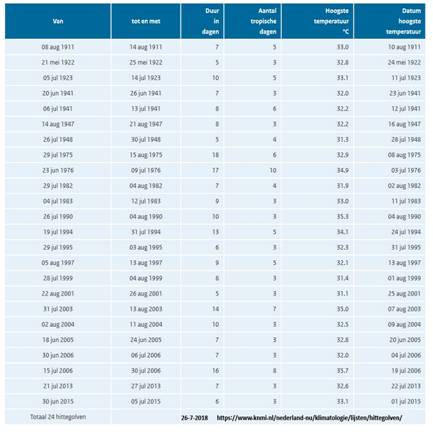 Van tot en met Duur in dagen Aantal tropische dagen Hoogste temperatuur °C Datum hoogste temperatuur
08 aug 1911 14 aug 1911 7 5 33.0 10 aug 1911
21 mei 1922 25 mei 1922 5 3 32.8 24 mei 1922
05 jul 1923 14 jul 1923 10 5 33.1 11 jul 1923
20 jun 1941 26 jun 1941 7 3 32.0 23 jun 1941
06 jul 1941 13 jul 1941 8 6 32.2 12 jul 1941
14 aug 1947 21 aug 1947 8 3 32.2 16 aug 1947
26 jul 1948 30 jul 1948 5 4 31.3 28 jul 1948
29 jul 1975 15 aug 1975 18 6 32.9 08 aug 1975
23 jun 1976 09 jul 1976 17 10 34.9 03 jul 1976
29 jul 1982 04 aug 1982 7 4 31.9 02 aug 1982
04 jul 1983 12 jul 1983 9 3 33.0 11 jul 1983
26 jul 1990 04 aug 1990 10 3 35.3 04 aug 1990
19 jul 1994 31 jul 1994 13 5 34.1 24 jul 1994
29 jul 1995 03 aug 1995 6 3 32.3 31 jul 1995
05 aug 1997 13 aug 1997 9 5 32.1 13 aug 1997
28 jul 1999 04 aug 1999 8 3 31.4 01 aug 1999
22 aug 2001 26 aug 2001 5 3 31.1 25 aug 2001
31 jul 2003 13 aug 2003 14 7 35.0 07 aug 2003
02 aug 2004 11 aug 2004 10 3 32.5 09 aug 2004
18 jun 2005 24 jun 2005 7 3 32.8 20 jun 2005
30 jun 2006 06 jul 2006 7 3 32.0 04 jul 2006
15 jul 2006 30 jul 2006 16 8 35.7 19 jul 2006
21 jul 2013 27 jul 2013 7 3 32.6 22 jul 2013
30 jun 2015 05 jul 2015 6 3 33.1 01 jul 2015
Totaal 24 hittegolven 26-7-2018 https://www.knmi.nl/nederland-nu/klimatologie/lijsten/hittegolven/